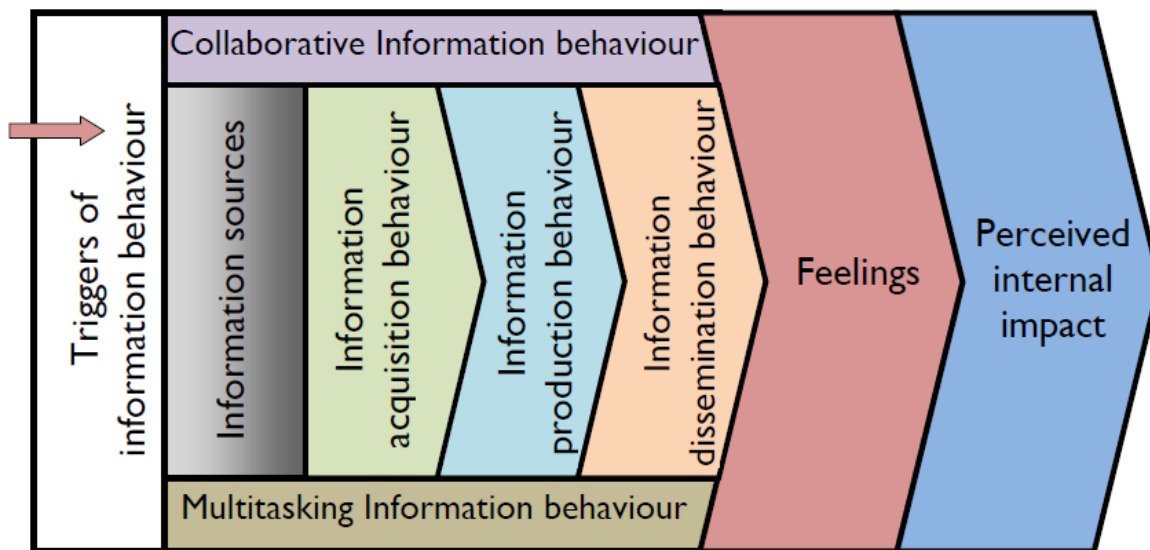 Triggers of
information behaviour
Collaborative Information behaviour
Information sources
Information
acquisition behaviour
Information
production behaviour
Information
dissemination behaviour
Multitasking Information behaviour
Feelings
Perceived
internal
impact